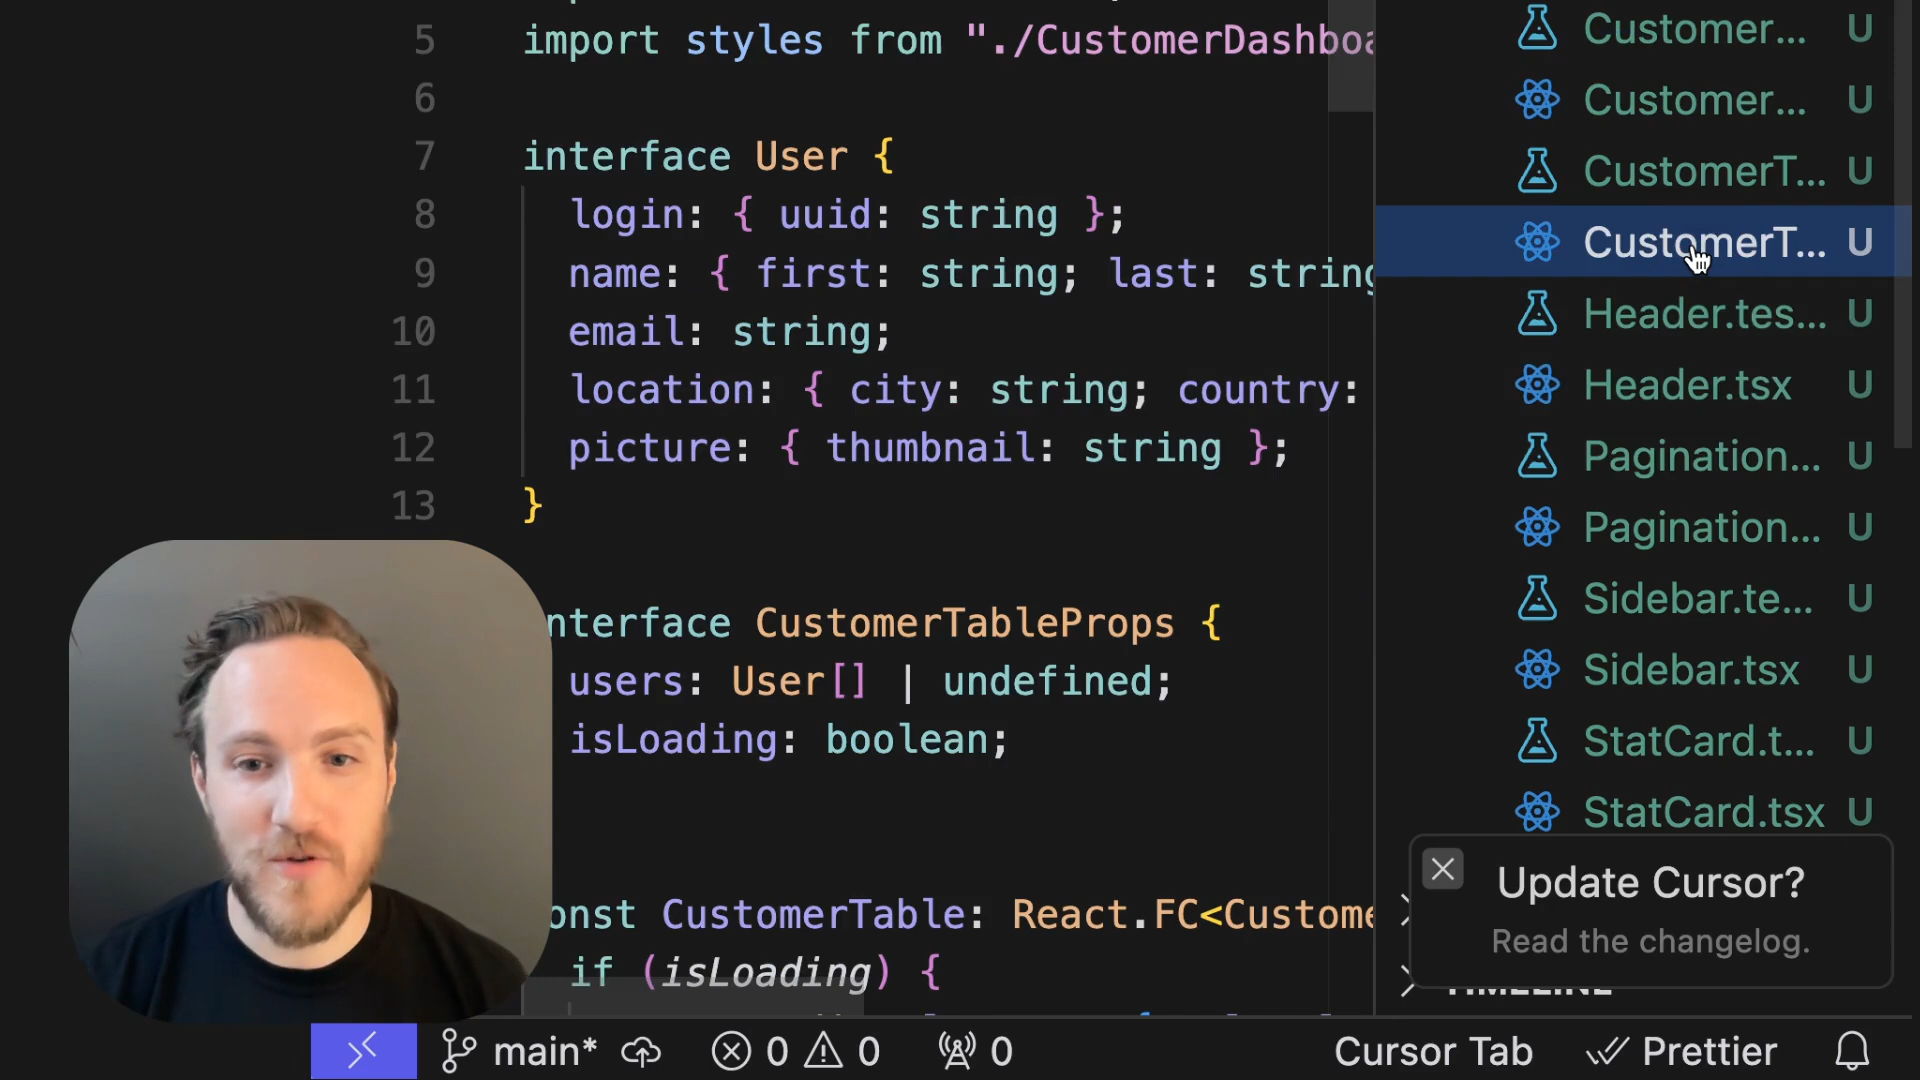 5 import styles from "./CustomerDashboa
6
7 interface User {
8 login: { uuid: string };
9 name: { first: string; last: string
10 email: string;
11 location: { city: string; country:
12 picture: { thumbnail: string };
13 }
nterface CustomerTableProps {
users: User[] | undefined;
isLoading: boolean;
onst CustomerTable: React.FC<Custome
if (isLoading) {
Customer... U
Customer... U
CustomerT... U
CustomerT... U
Header.tes... U
Header.tsx U
Pagination... U
Pagination... U
Sidebar.te... U
Sidebar.tsx U
StatCard.t... U
StatCard.tsx U
Update Cursor?
Read the changelog.
TIMELINE
main* 0 0 0 Cursor Tab Prettier